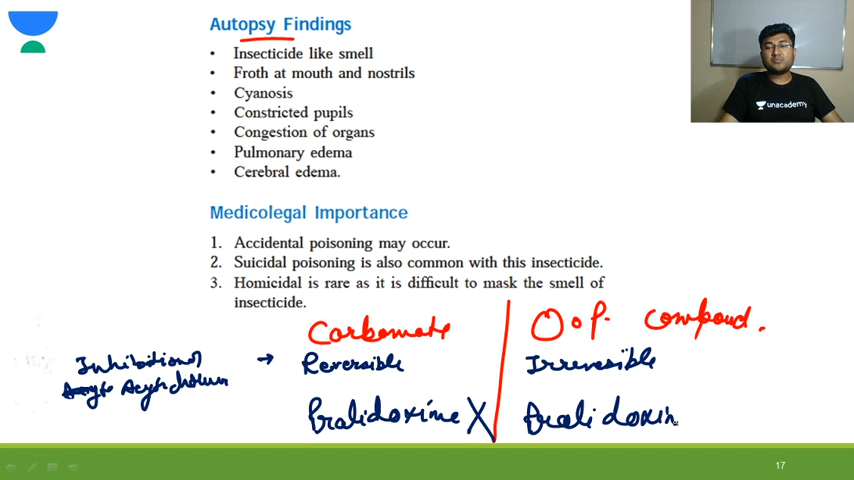 Autopsy Findings
• Insecticide like smell
• Froth at mouth and nostrils
• Cyanosis
• Constricted pupils
• Congestion of organs
• Pulmonary edema
• Cerebral edema.
Medicolegal Importance
1. Accidental poisoning may occur.
2. Suicidal poisoning is also common with this insecticide.
3. Homicidal is rare as it is difficult to mask the smell of
insecticide.
Carbamate
O.P. compound.
Inhibition of
→ Reversible
Irreversible
Pralidoxime X
Pralidoxim
unacademy
17